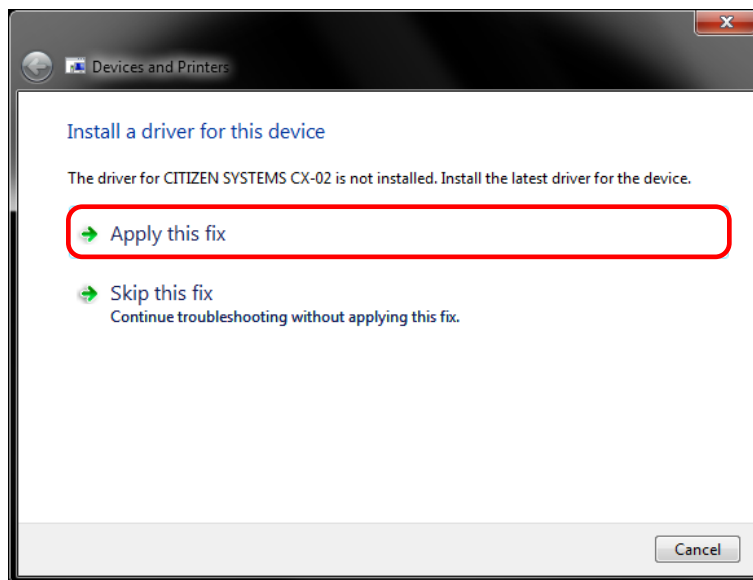 Devices and Printers
Install a driver for this device
The driver for CITIZEN SYSTEMS CX-02 is not installed. Install the latest driver for the device.
Apply this fix
Skip this fix
Continue troubleshooting without applying this fix.
Cancel